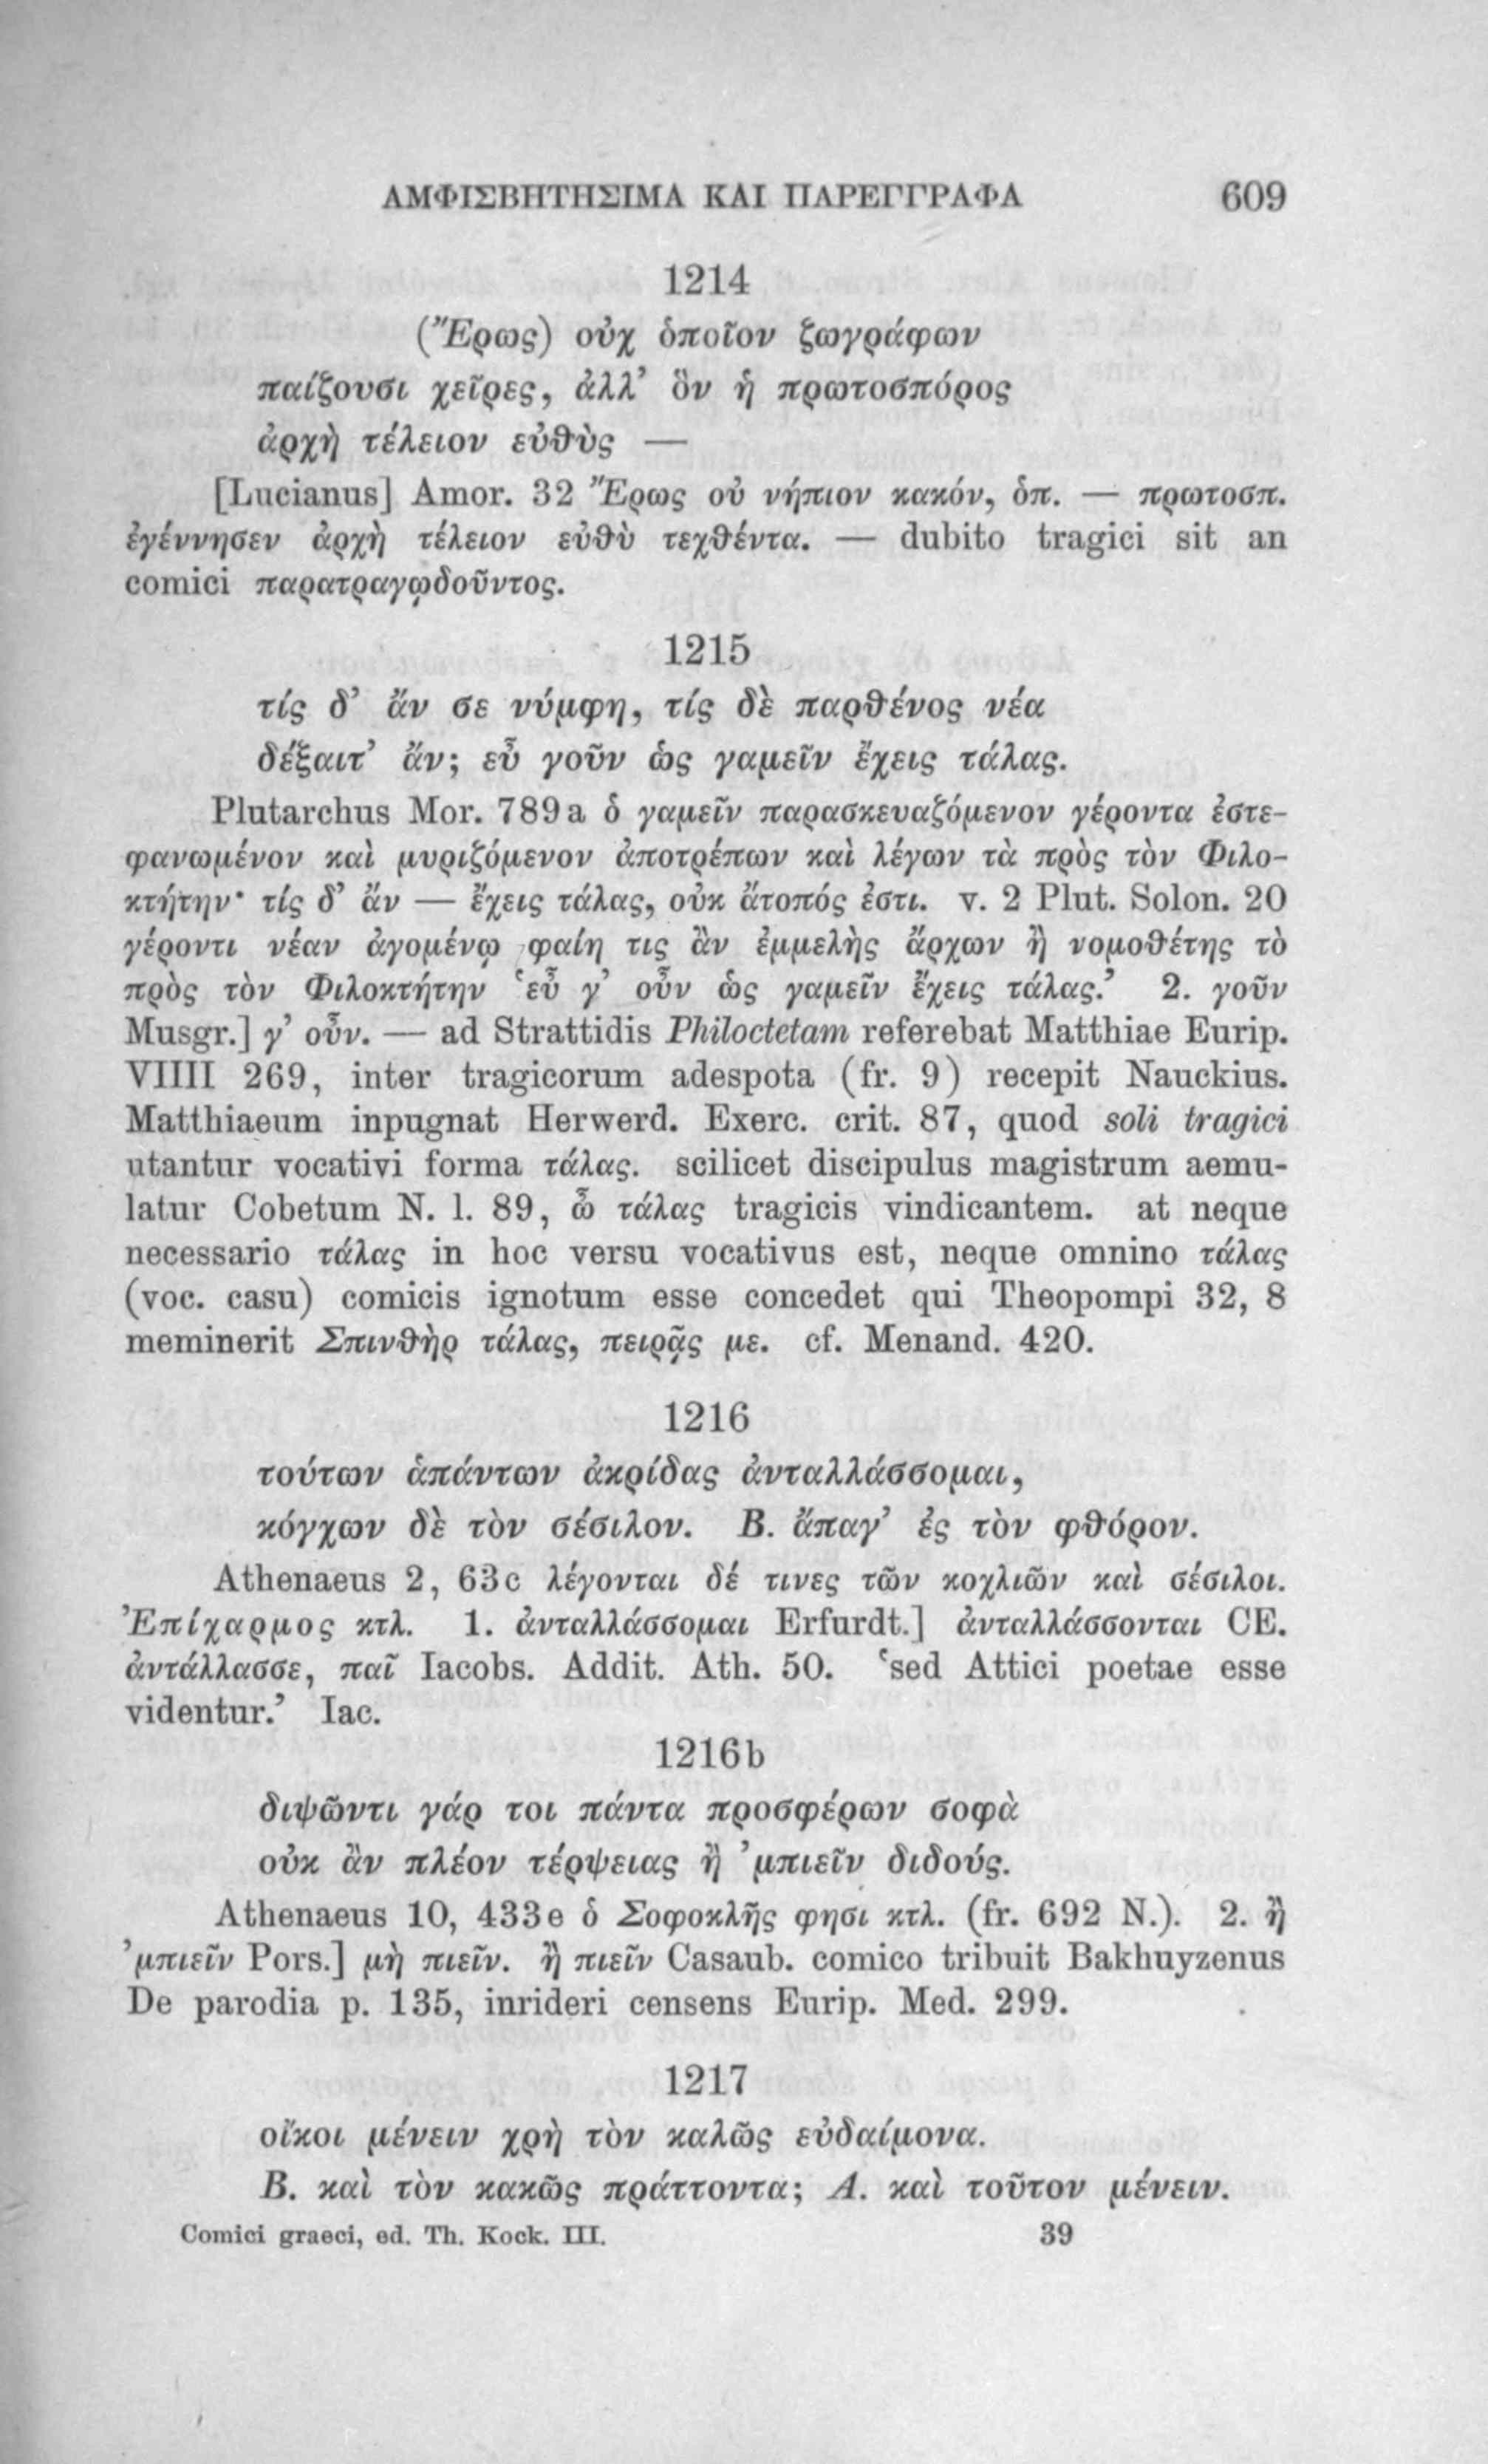 ΑΜΦΙΣΒΗΤΗΣΙΜΑ ΚΑΙ ΠΑΡΕΓΓΡΑΦΑ 609
1214
(Ἔρως) οὐχ ὁποῖον ζωγράφων
παίζουσι χεῖρες, ἀλλ’ ὃν ἡ πρωτοσπόρος
ἀρχὴ τέλειον εὐθὺς —
[Lucianus] Amor. 32 Ἔρως οὐ νήπιον κακόν, ὁπ. — πρωτοσπ.
ἐγέννησεν ἀρχὴ τέλειον εὐθὺ τεχθέντα. — dubito tragici sit an
comici παρατραγῳδοῦντος.
1215
τίς δ’ ἄν σε νύμφη, τίς δὲ παρθένος νέα
δέξαιτ’ ἄν; εὖ γοῦν ὡς γαμεῖν ἔχεις τάλας.
Plutarchus Mor. 789 a ὁ γαμεῖν παρασκευαζόμενον γέροντα ἐστε-
φανωμένον καὶ μυριζόμενον ἀποτρέπων καὶ λέγων τὰ πρὸς τὸν Φιλο-
κτήτην· τίς δ’ ἄν — ἔχεις τάλας, οὐκ ἄτοπός ἐστι. v. 2 Plut. Solon. 20
γέροντι νέαν ἀγομένῳ φαίη τις ἂν ἐμμελὴς ἄρχων ἢ νομοθέτης τὸ
πρὸς τὸν Φιλοκτήτην ‘εὖ γ’ οὖν ὡς γαμεῖν ἔχεις τάλας.’ 2. γοῦν
Musgr.] γ’ οὖν. — ad Strattidis Philoctetam referebat Matthiae Eurip.
VIIII 269, inter tragicorum adespota (fr. 9) recepit Nauckius.
Matthiaeum inpugnat Herwerd. Exerc. crit. 87, quod soli tragici
utantur vocativi forma τάλας. scilicet discipulus magistrum aemu-
latur Cobetum N. l. 89, ὦ τάλας tragicis vindicantem. at neque
necessario τάλας in hoc versu vocativus est, neque omnino τάλας
(voc. casu) comicis ignotum esse concedet qui Theopompi 32, 8
meminerit Σπινθὴρ τάλας, πειρᾷς με. cf. Menand. 420.
1216
τούτων ἁπάντων ἀκρίδας ἀνταλλάσσομαι,
κόγχων δὲ τὸν σέσιλον. Β. ἄπαγ’ ἐς τὸν φθόρον.
Athenaeus 2, 63 c λέγονται δέ τινες τῶν κοχλιῶν καὶ σέσιλοι.
Ἐπίχαρμος κτλ. 1. ἀνταλλάσσομαι Erfurdt.] ἀνταλλάσσονται CE.
ἀντάλλασσε, παῖ Iacobs. Addit. Ath. 50. ‘sed Attici poetae esse
videntur.’ Iac.
1216b
διψῶντι γάρ τοι πάντα προσφέρων σοφὰ
οὐκ ἂν πλέον τέρψειας ἢ ’μπιεῖν διδούς.
Athenaeus 10, 433 e ὁ Σοφοκλῆς φησι κτλ. (fr. 692 N.). 2. ἢ
’μπιεῖν Pors.] μὴ πιεῖν. ἢ πιεῖν Casaub. comico tribuit Bakhuyzenus
De parodia p. 135, inrideri censens Eurip. Med. 299.
1217
οἴκοι μένειν χρὴ τὸν καλῶς εὐδαίμονα.
Β. καὶ τὸν κακῶς πράττοντα; Α. καὶ τοῦτον μένειν.
Comici graeci, ed. Th. Kock. III. 39